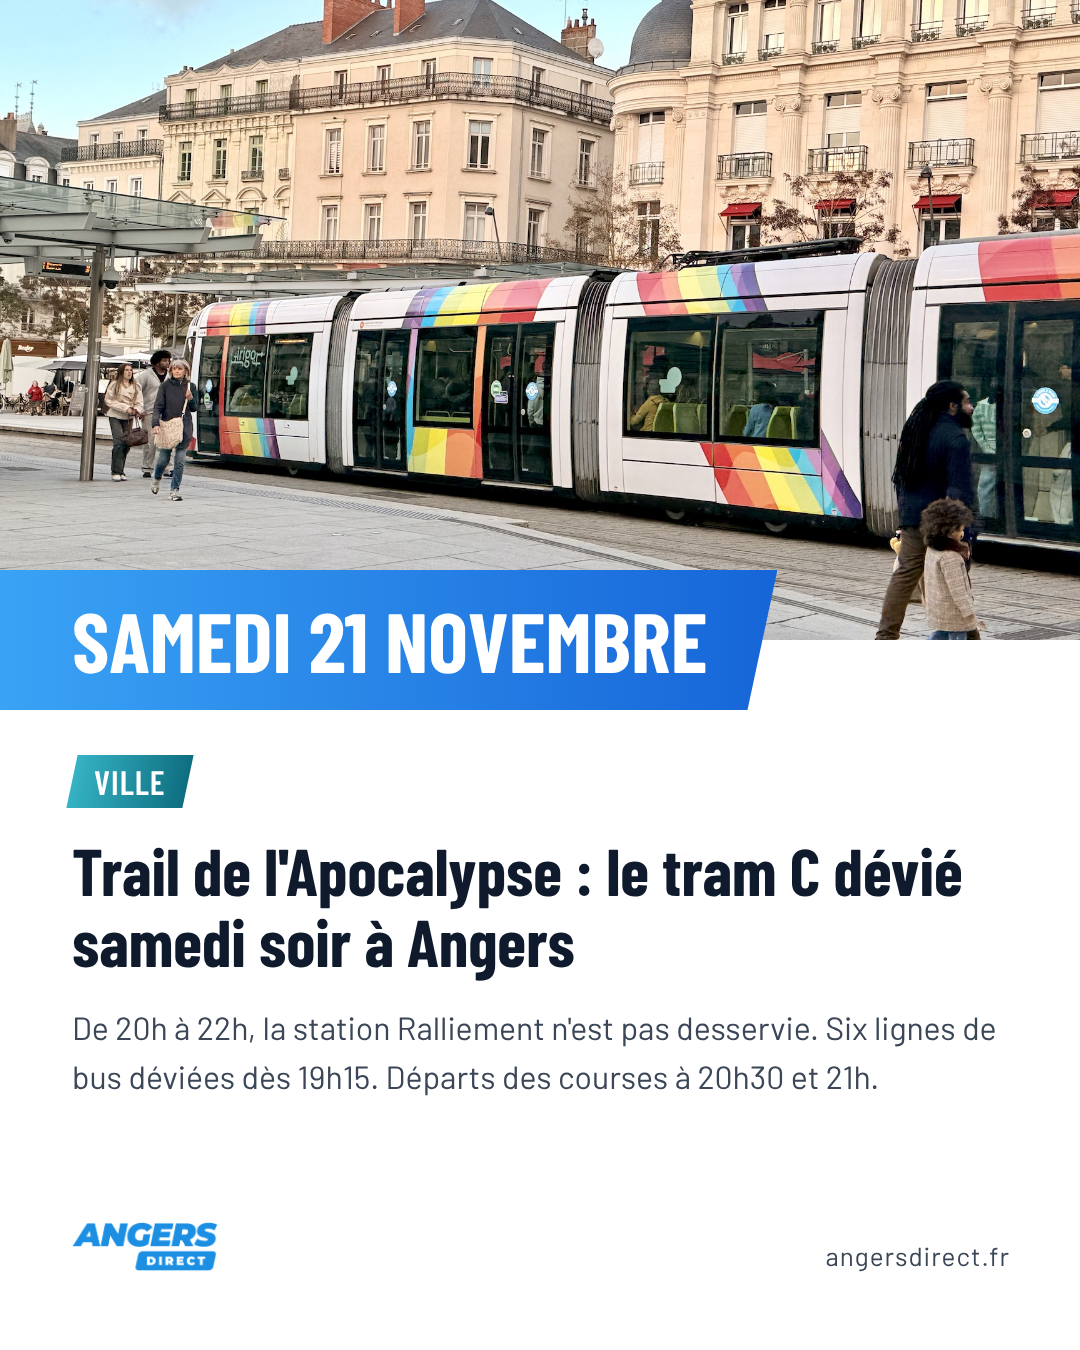 SAMEDI 21 NOVEMBRE
VILLE
Trail de l'Apocalypse : le tram C dévié
samedi soir à Angers
De 20h à 22h, la station Ralliement n'est pas desservie. Six lignes de
bus déviées dès 19h15. Départs des courses à 20h30 et 21h.
ANGERS
DIRECT
angersdirect.fr